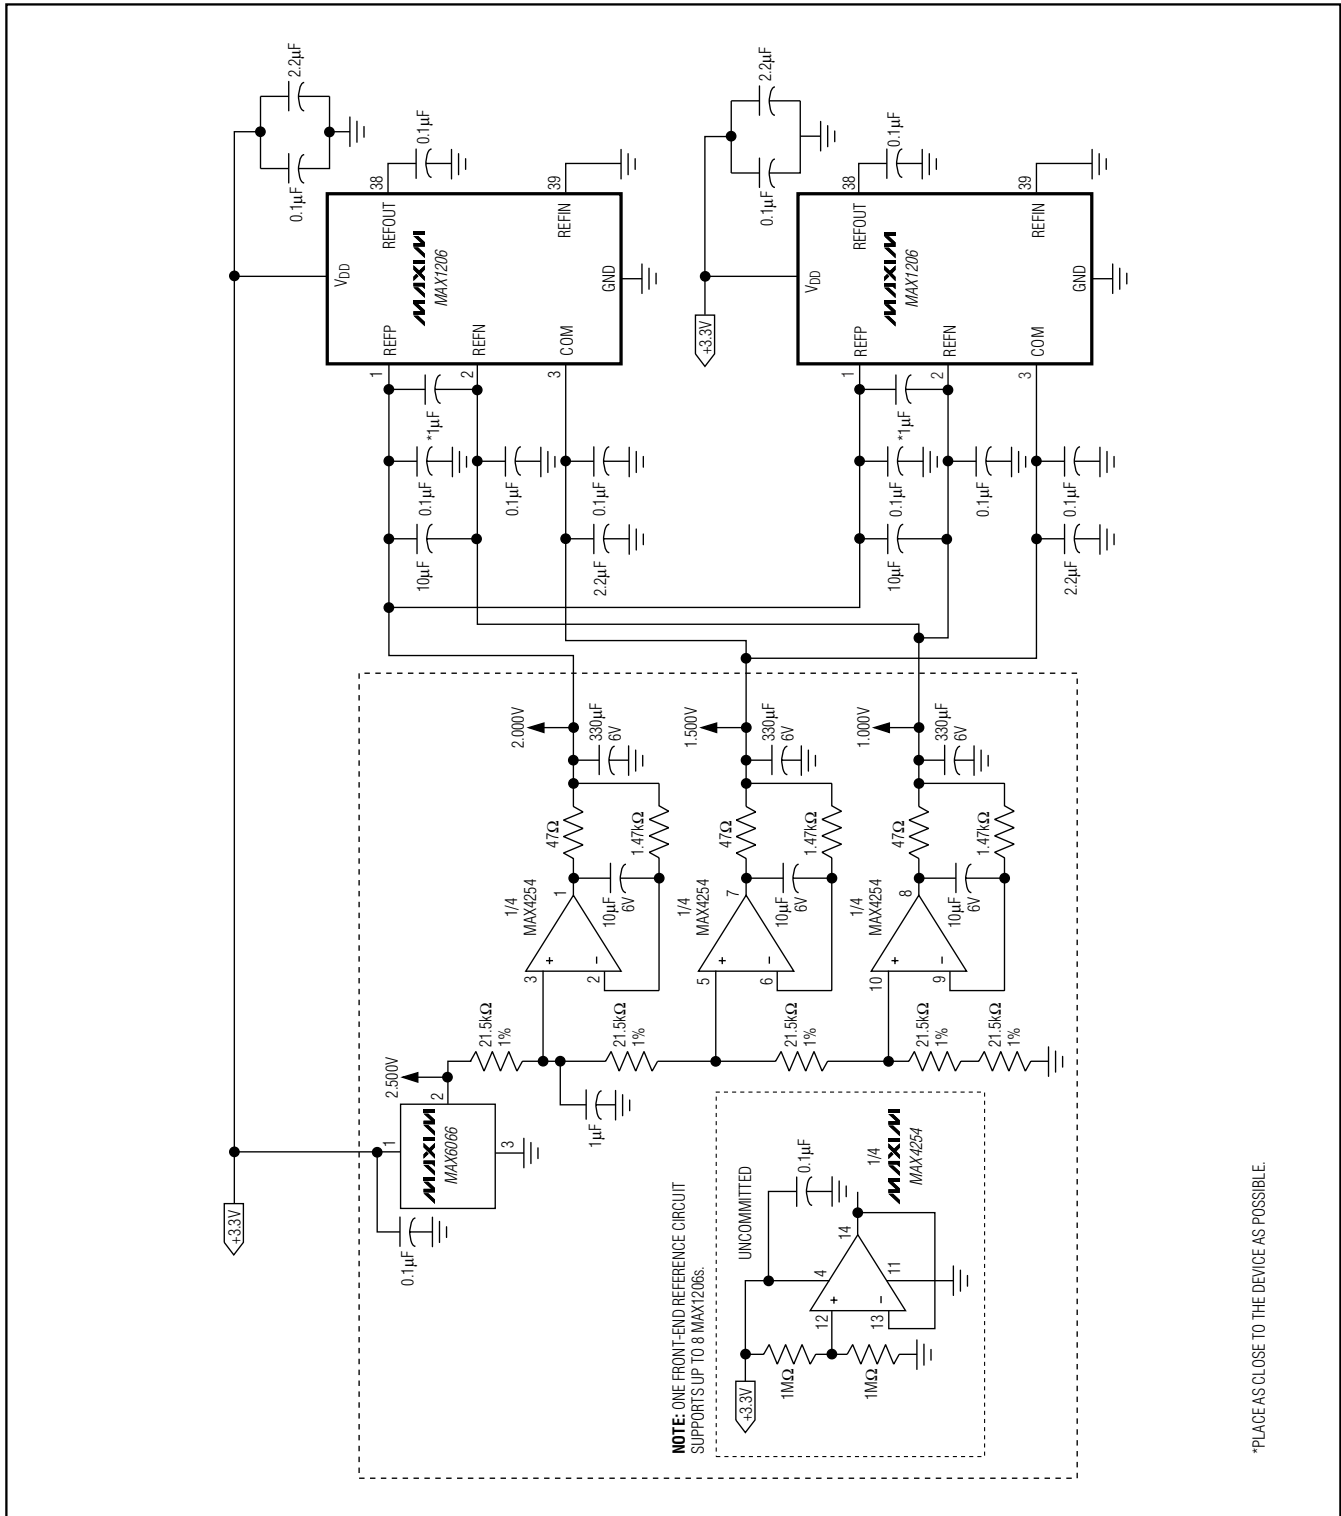 +3.3V
0.1µF
1
MAXIM
MAX6066
3
2
2.500V
21.5kΩ
1%
1µF
21.5kΩ
1%
21.5kΩ
1%
21.5kΩ
1%
21.5kΩ
1%
3
2
+
−
1/4
MAX4254
1
10µF
6V
47Ω
1.47kΩ
330µF
6V
2.000V
5
6
+
−
1/4
MAX4254
7
10µF
6V
47Ω
1.47kΩ
330µF
6V
1.500V
10
9
+
−
1/4
MAX4254
8
10µF
6V
47Ω
1.47kΩ
330µF
6V
1.000V
NOTE: ONE FRONT-END REFERENCE CIRCUIT
SUPPORTS UP TO 8 MAX1206s.
+3.3V
1MΩ
1MΩ
UNCOMMITTED
12
13
+
−
4
11
14
0.1µF
1/4
MAXIM
MAX4254
10µF
0.1µF
*1µF
0.1µF
2.2µF
0.1µF
1
2
3
REFP
REFN
COM
VDD
MAXIM
MAX1206
GND
REFOUT
REFIN
38
39
0.1µF
0.1µF
2.2µF
+3.3V
10µF
0.1µF
*1µF
0.1µF
2.2µF
0.1µF
1
2
3
REFP
REFN
COM
VDD
MAXIM
MAX1206
GND
REFOUT
REFIN
38
39
0.1µF
0.1µF
2.2µF
*PLACE AS CLOSE TO THE DEVICE AS POSSIBLE.